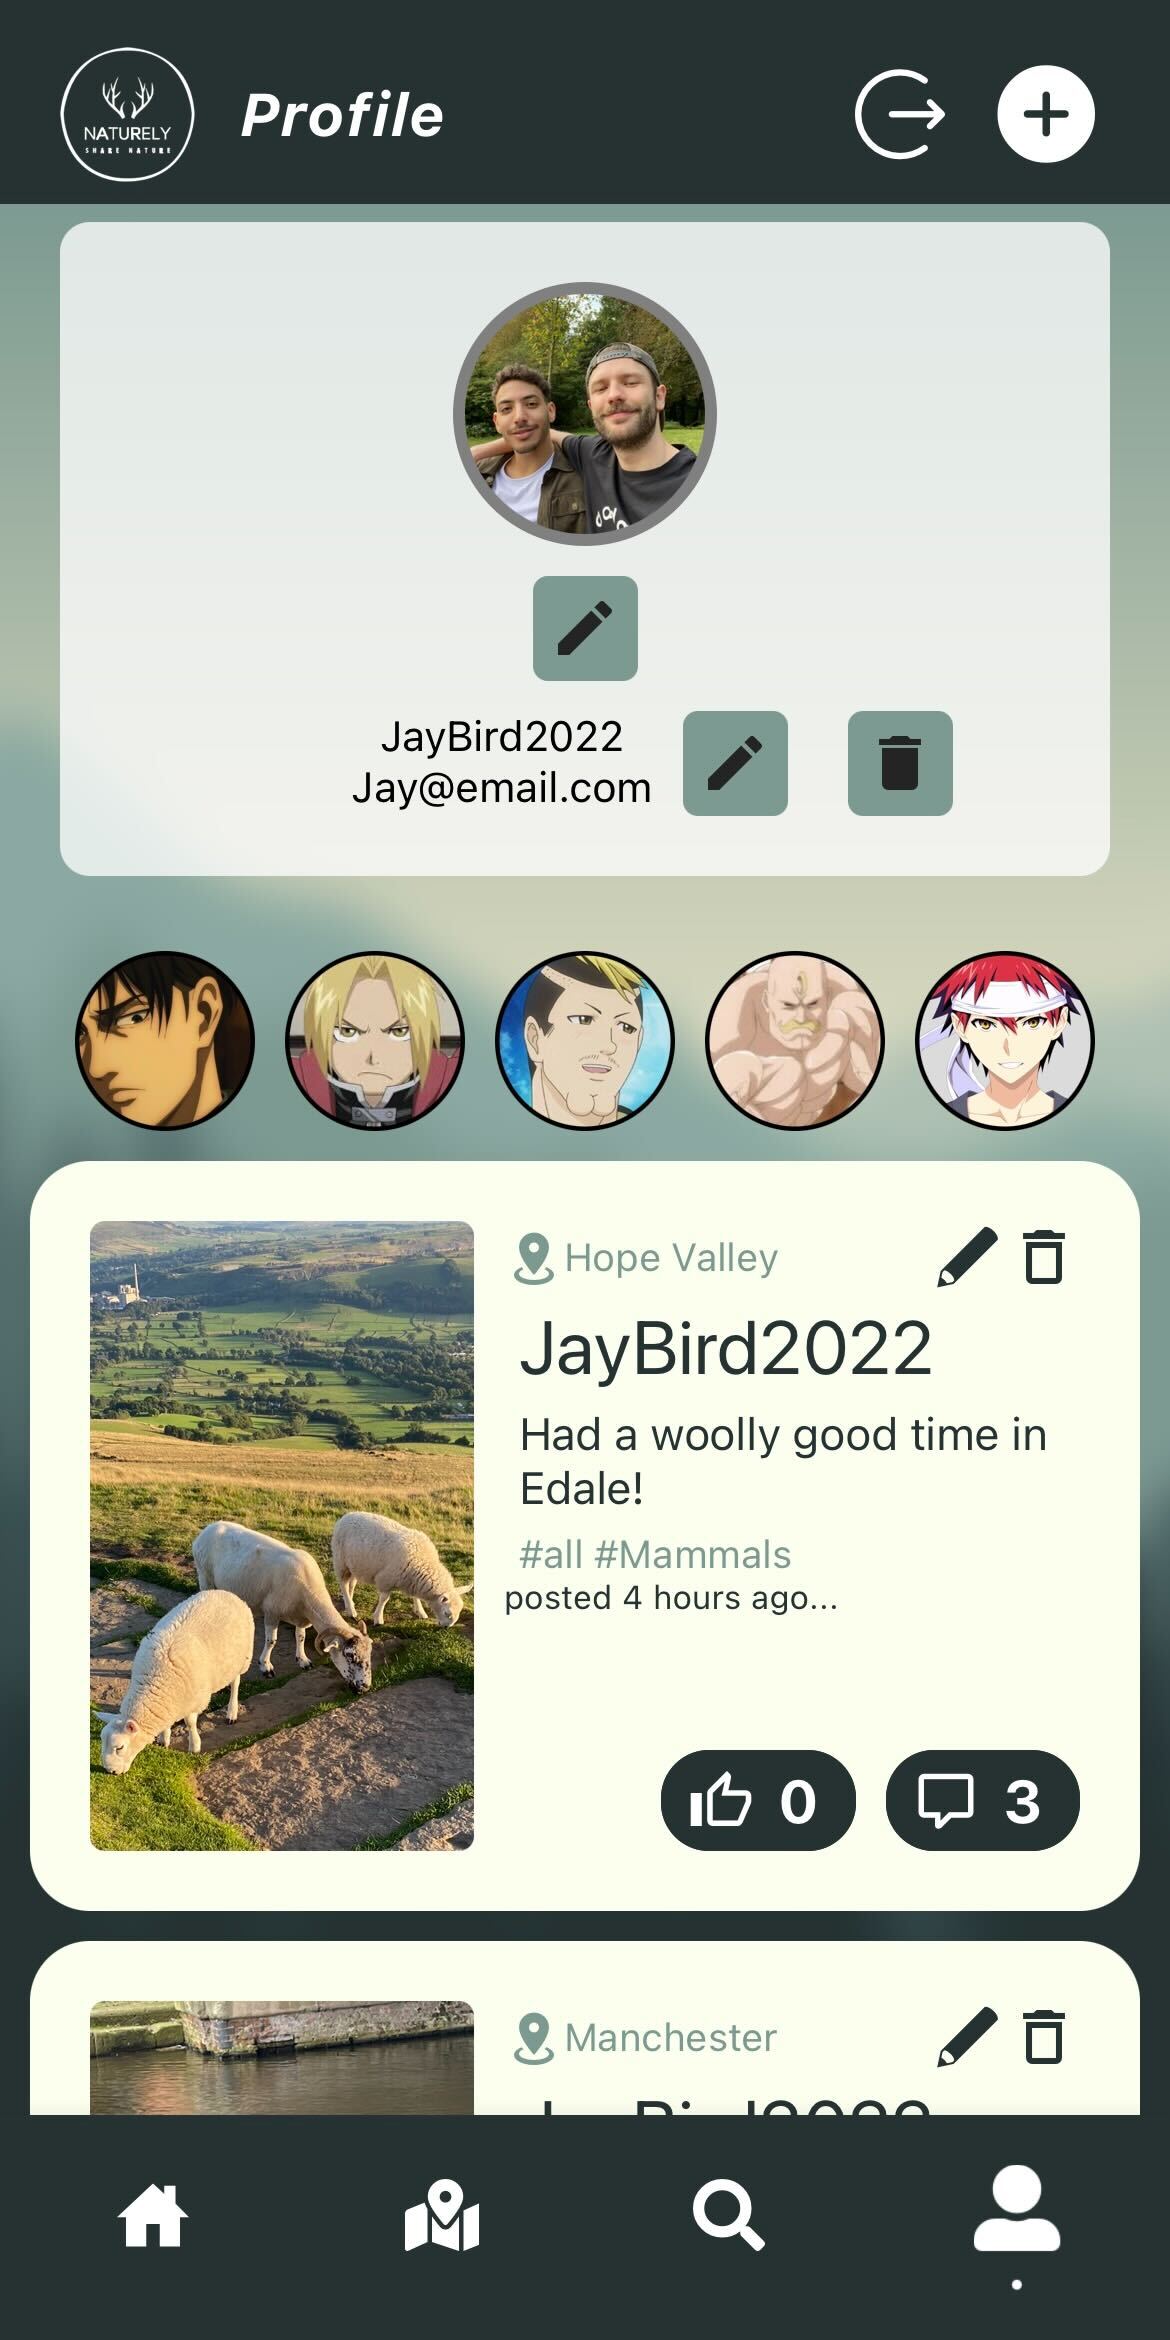 NATURELY
SHARE NATURE
Profile
JayBird2022
Jay@email.com
Hope Valley
JayBird2022
Had a woolly good time in
Edale!
#all #Mammals
posted 4 hours ago...
0
3
Manchester
JayBird2022